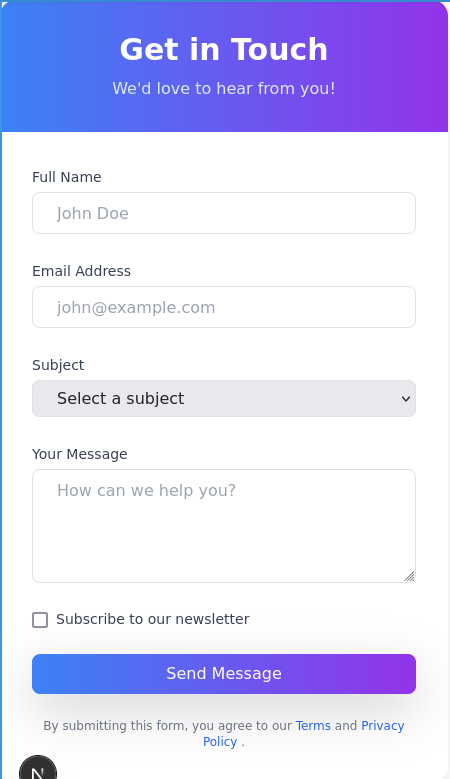 Get in Touch
We'd love to hear from you!
Full Name
John Doe
Email Address
john@example.com
Subject
Select a subject
Your Message
How can we help you?
Subscribe to our newsletter
Send Message
By submitting this form, you agree to our Terms and Privacy
Policy .
N